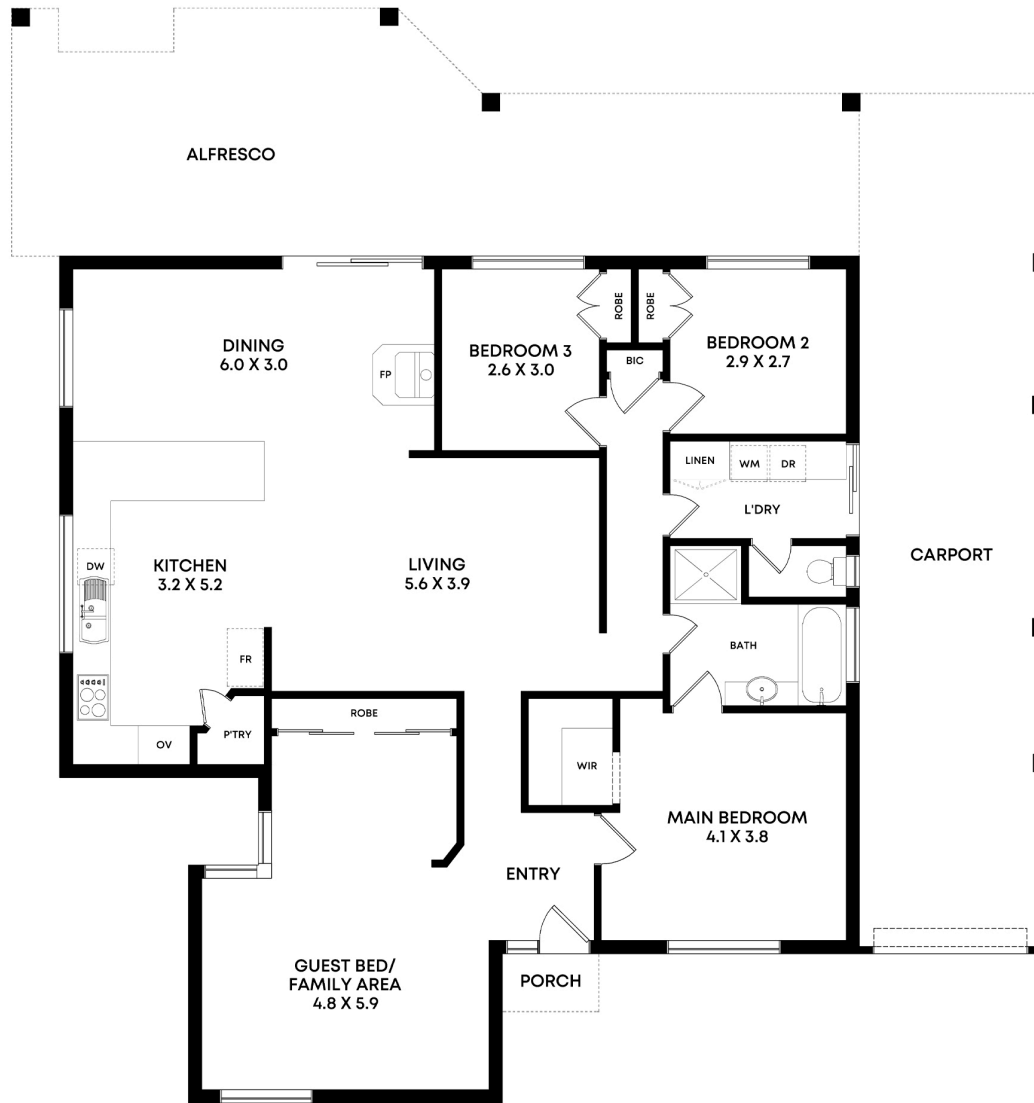 ALFRESCO
DINING
6.0 X 3.0
FP
BEDROOM 3
2.6 X 3.0
ROBE
ROBE
BIC
BEDROOM 2
2.9 X 2.7
LINEN
WM
DR
L'DRY
KITCHEN
3.2 X 5.2
DW
LIVING
5.6 X 3.9
CARPORT
BATH
FR
ROBE
P'TRY
OV
WIR
MAIN BEDROOM
4.1 X 3.8
ENTRY
GUEST BED/
FAMILY AREA
4.8 X 5.9
PORCH